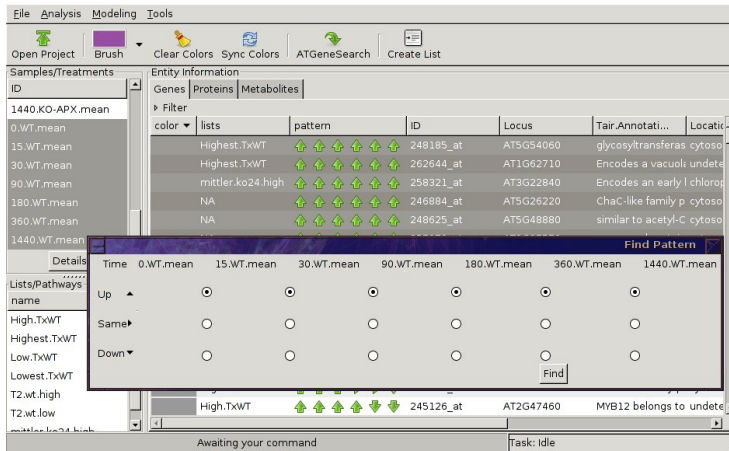 File Analysis Modeling Tools
Open Project Brush Clear Colors Sync Colors ATGeneSearch Create List
Samples/Treatments Entity Information
ID
Genes Proteins Metabolites
Filter
1440.KO-APX.mean
0.WT.mean
15.WT.mean
30.WT.mean
90.WT.mean
180.WT.mean
360.WT.mean
1440.WT.mean
Details
color lists pattern ID Locus Tair.Annotati... Locatic
Highest.TxWT 248185_at AT5G54060 glycosyltransferas cytoso
Highest.TxWT 262644_at AT1G62710 Encodes a vacuol undete
mittler.ko24.high 258321_at AT3G22840 Encodes an early l chlorop
NA 246884_at AT5G26220 ChaC-like family p cytoso
NA 248625_at AT5G48880 similar to acetyl-C cytoso
Find Pattern
Time 0.WT.mean 15.WT.mean 30.WT.mean 90.WT.mean 180.WT.mean 360.WT.mean 1440.WT.mean
Up
Same
Down
Find
Lists/Pathways
name
High.TxWT
Highest.TxWT
Low.TxWT
Lowest.TxWT
T2.wt.high
T2.wt.low
mittler.ko24.high
High.TxWT 245126_at AT2G47460 MYB12 belongs to undete
Awaiting your command Task: Idle